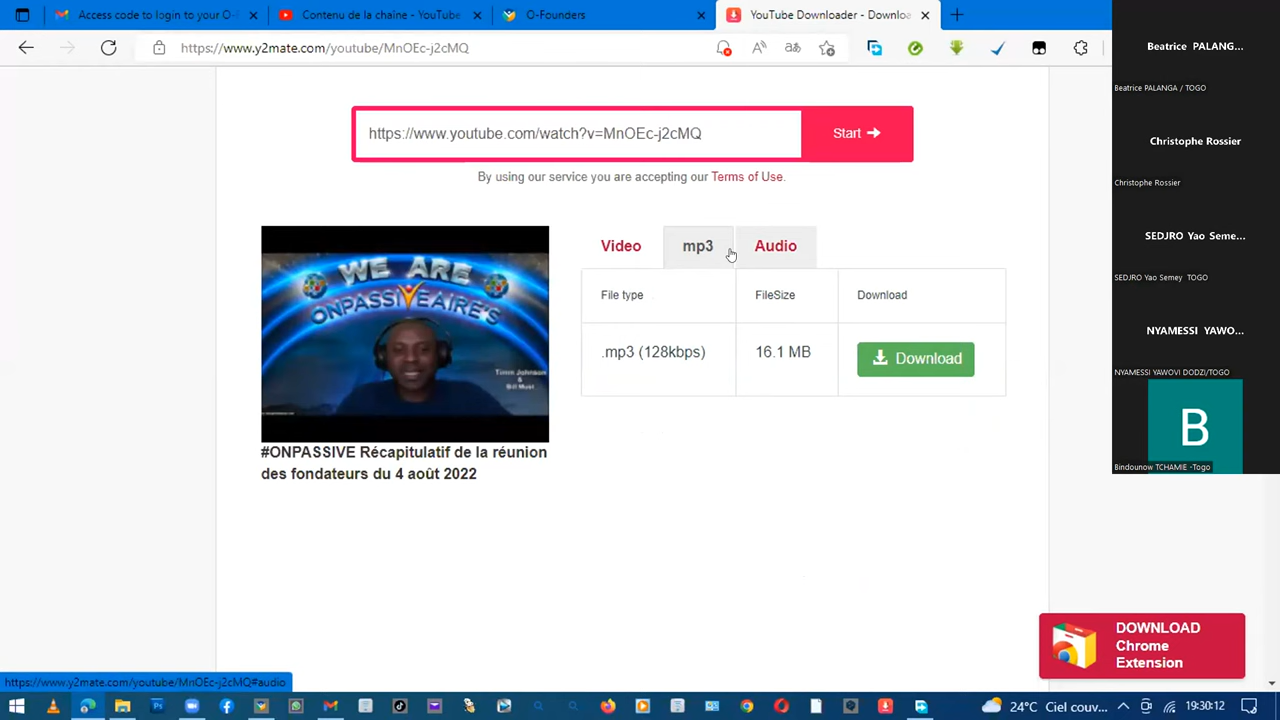 Access code to login to your O-F
Contenu de la chaîne - YouTube
O-Founders
YouTube Downloader - Downloa
https://www.y2mate.com/youtube/MnOEc-j2cMQ
https://www.youtube.com/watch?v=MnOEc-j2cMQ
Start
By using our service you are accepting our Terms of Use.
WE ARE
ONPASSIVEAIRE'S
Timm Johnson
&
Bill Must
#ONPASSIVE Récapitulatif de la réunion
des fondateurs du 4 août 2022
Video mp3 Audio
File type FileSize Download
.mp3 (128kbps) 16.1 MB Download
Beatrice PALANG...
Beatrice PALANGA / TOGO
Christophe Rossier
Christophe Rossier
SEDJRO Yao Seme...
SEDJRO Yao Semey TOGO
NYAMESSI YAWO...
NYAMESSI YAWOVI DODZI/TOGO
B
Bindounow TCHAMIE -Togo
DOWNLOAD
Chrome
Extension
https://www.y2mate.com/youtube/MnOEc-j2cMQ#audio
24°C Ciel couv... 19:30:12